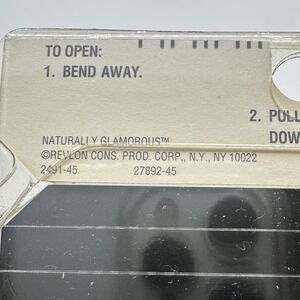 TO OPEN:
1. BEND AWAY.
2. PULL
DOW
NATURALLY GLAMOROUS™
©REVLON CONS. PROD. CORP., N.Y., NY 10022
2491-45 27892-45